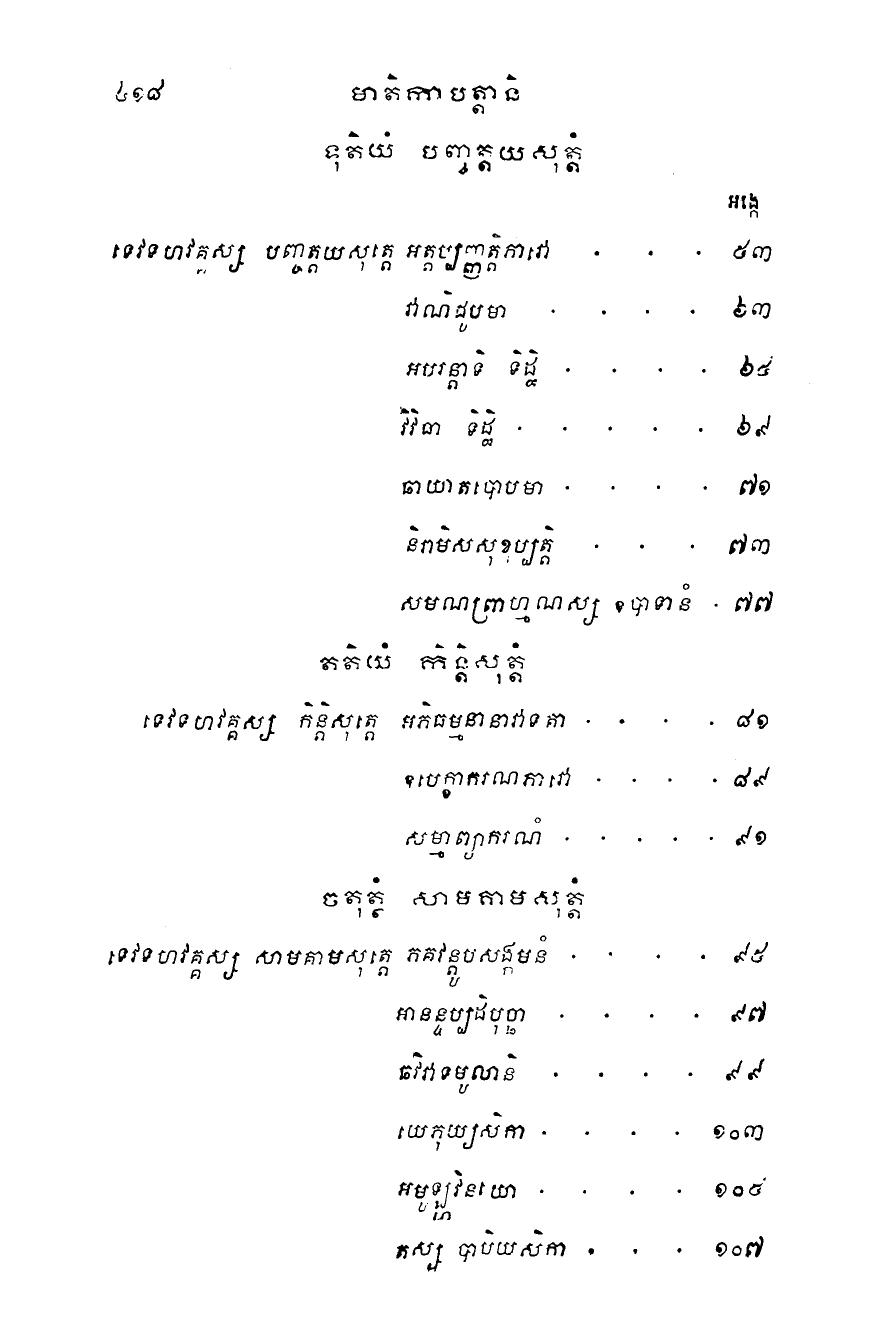 ៤១៨ មាតិកាបត្តានិ
ទុតិយំ បញ្ចត្តយសុត្តំ
អង្កេ
ទេវទហវគ្គស្ស បញ្ចត្តយសុត្តេ អត្តប្បញ្ញត្តិភាវោ . . . ៥៣
វាណិជូបមា . . . . ៦៣
អបរន្តាទិ ទិដ្ឋិ . . . . ៦៥
វិវិធា ទិដ្ឋិ . . . . . ៦៩
ធាយាតបោបមា . . . . ៧១
និរាមិសសុខុប្បត្តិ . . . ៧៣
សមណព្រាហ្មណស្ស ឧបាទានំ . ៧៧
តតិយំ កិន្តិសុត្តំ
ទេវទហវគ្គស្ស កិន្តិសុត្តេ អភិធម្មនានាវាទតា . . . . ៨១
ឧបេក្ខាករណភាវោ . . . . ៨៩
សម្មាព្យាករណំ . . . . . ៩១
ចតុត្ថំ សាមគាមសុត្តំ
ទេវទហវគ្គស្ស សាមគាមសុត្តេ ភគវន្តូបសង្កមនំ . . . . ៩៥
អានន្ទប្បដិបុច្ឆា . . . . ៩៧
ឆវិវាទមូលានិ . . . . ៩៩
យេភុយ្យសិកា . . . . ១០៣
អមូឡ្ហវិនយោ . . . . ១០៥
តស្ស បាបិយសិកា . . . ១០៧